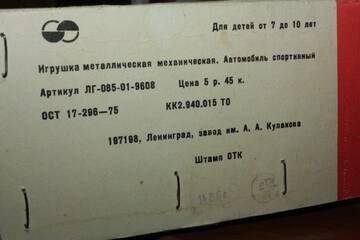 Для детей от 7 до 10 лет
Игрушка металлическая механическая. Автомобиль спортивный
Артикул ЛГ-085-01-9608 Цена 5 р. 45 к.
ОСТ 17-296—75 КК2.940.015 ТО
197198, Ленинград, завод им. А. А. Кулакова
Штамп ОТК